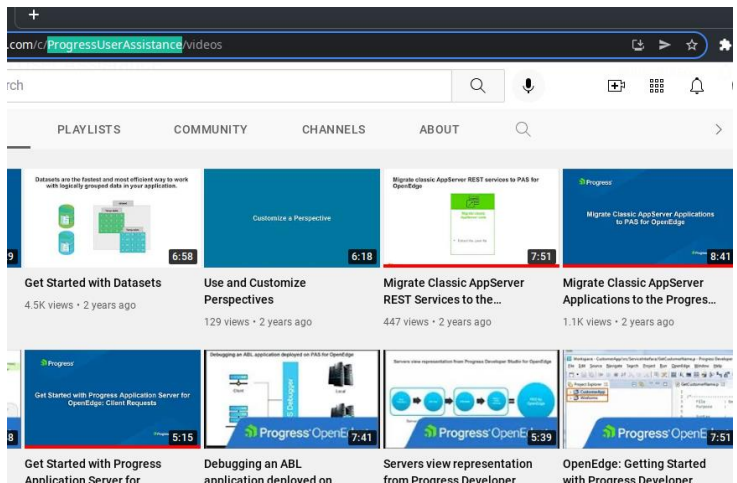 +
.com/c/ProgressUserAssistance/videos
rch
PLAYLISTS COMMUNITY CHANNELS ABOUT
Datasets are the fastest and most efficient way to work
with logically grouped data in your application.
9
6:58
Customize a Perspective
6:18
Migrate classic AppServer REST services to PAS for
OpenEdge
7:51
Progress
Migrate Classic AppServer Applications
to PAS for OpenEdge
8:41
Get Started with Datasets
4.5K views • 2 years ago
Use and Customize
Perspectives
129 views • 2 years ago
Migrate Classic AppServer
REST Services to the...
447 views • 2 years ago
Migrate Classic AppServer
Applications to the Progres...
1.1K views • 2 years ago
8
Progress
Get Started with Progress Application Server for
OpenEdge: Client Requests
5:15
Debugging an ABL application deployed on PAS for OpenEdge
Client
Debugger
Local
Progress OpenE
7:41
Servers view representation from Progress Developer Studio for OpenEdge
Progress OpenE
5:39
Project Explorer
Progress OpenE
7:51
Get Started with Progress
Application Server for
Debugging an ABL
application deployed on
Servers view representation
from Progress Developer
OpenEdge: Getting Started
with Progress Developer